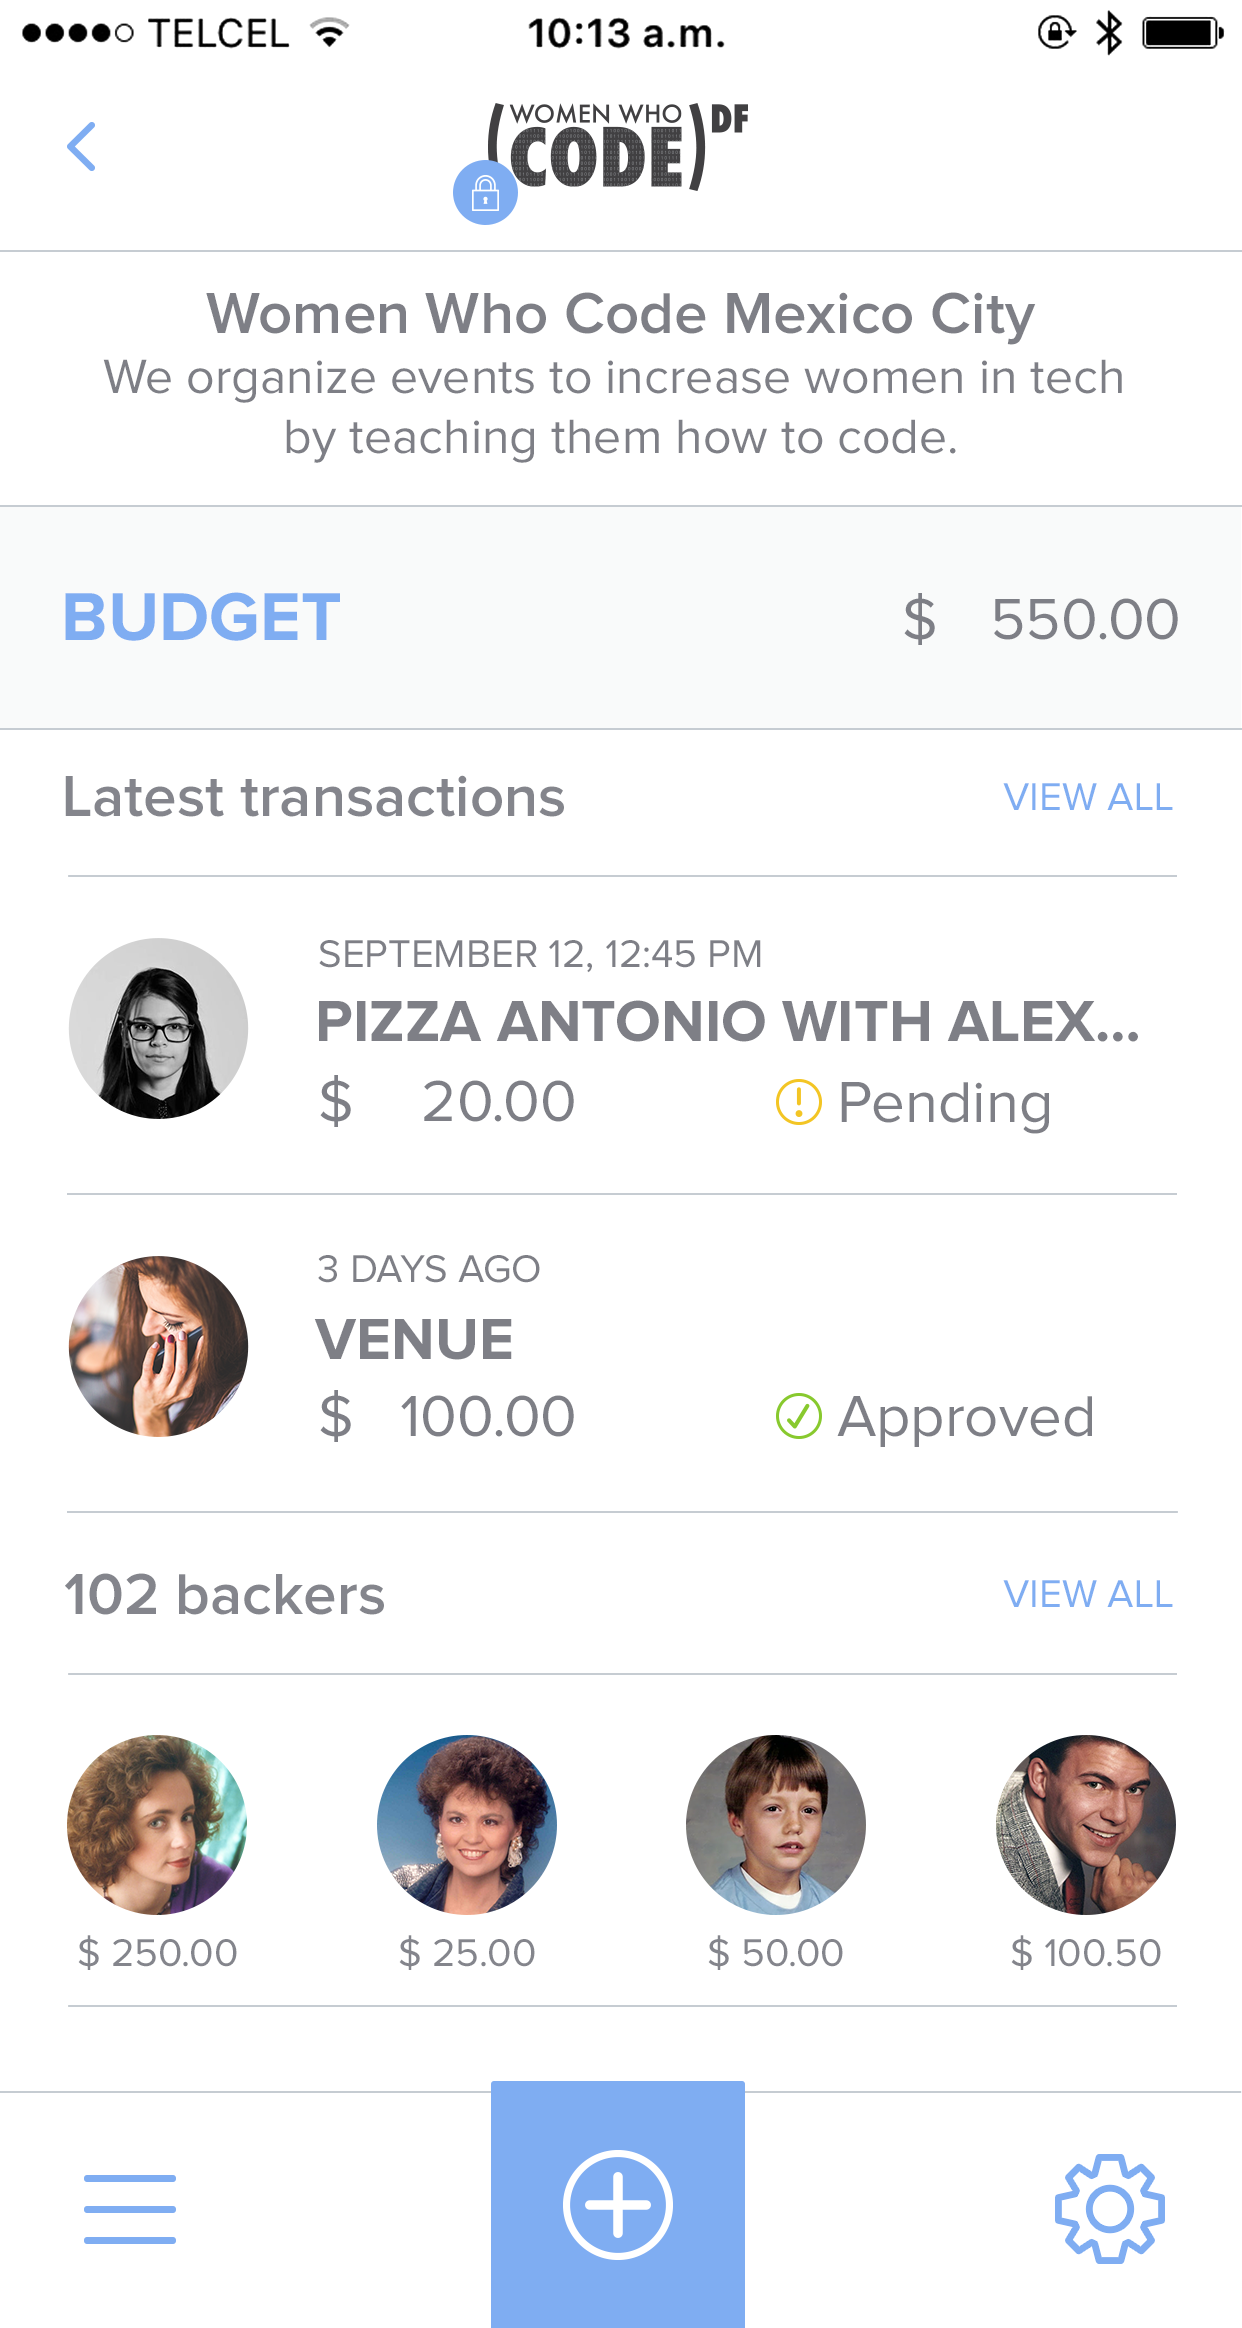 TELCEL 10:13 a.m.
WOMEN WHO DF
CODE
Women Who Code Mexico City
We organize events to increase women in tech
by teaching them how to code.
BUDGET $ 550.00
Latest transactions VIEW ALL
SEPTEMBER 12, 12:45 PM
PIZZA ANTONIO WITH ALEX...
$ 20.00 Pending
3 DAYS AGO
VENUE
$ 100.00 Approved
102 backers VIEW ALL
$ 250.00 $ 25.00 $ 50.00 $ 100.50